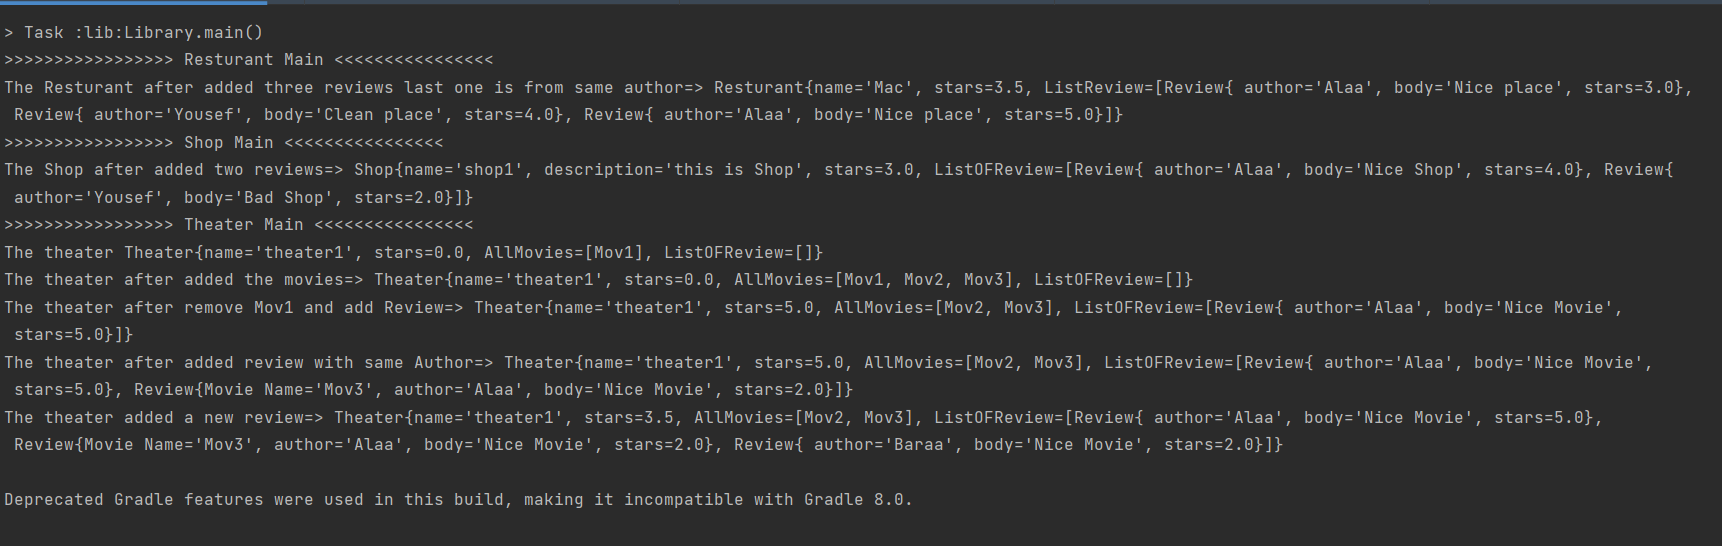 > Task :lib:Library.main()
>>>>>>>>>>>>>>>>> Resturant Main <<<<<<<<<<<<<<<<
The Resturant after added three reviews last one is from same author=> Resturant{name='Mac', stars=3.5, ListReview=[Review{ author='Alaa', body='Nice place', stars=3.0},
Review{ author='Yousef', body='Clean place', stars=4.0}, Review{ author='Alaa', body='Nice place', stars=5.0}]}
>>>>>>>>>>>>>>>>> Shop Main <<<<<<<<<<<<<<<<
The Shop after added two reviews=> Shop{name='shop1', description='this is Shop', stars=3.0, ListOFReview=[Review{ author='Alaa', body='Nice Shop', stars=4.0}, Review{
author='Yousef', body='Bad Shop', stars=2.0}]}
>>>>>>>>>>>>>>>>> Theater Main <<<<<<<<<<<<<<<<
The theater Theater{name='theater1', stars=0.0, AllMovies=[Mov1], ListOFReview=[]}
The theater after added the movies=> Theater{name='theater1', stars=0.0, AllMovies=[Mov1, Mov2, Mov3], ListOFReview=[]}
The theater after remove Mov1 and add Review=> Theater{name='theater1', stars=5.0, AllMovies=[Mov2, Mov3], ListOFReview=[Review{ author='Alaa', body='Nice Movie',
stars=5.0}]}
The theater after added review with same Author=> Theater{name='theater1', stars=5.0, AllMovies=[Mov2, Mov3], ListOFReview=[Review{ author='Alaa', body='Nice Movie',
stars=5.0}, Review{Movie Name='Mov3', author='Alaa', body='Nice Movie', stars=2.0}]}
The theater added a new review=> Theater{name='theater1', stars=3.5, AllMovies=[Mov2, Mov3], ListOFReview=[Review{ author='Alaa', body='Nice Movie', stars=5.0},
Review{Movie Name='Mov3', author='Alaa', body='Nice Movie', stars=2.0}, Review{ author='Baraa', body='Nice Movie', stars=2.0}]}
Deprecated Gradle features were used in this build, making it incompatible with Gradle 8.0.